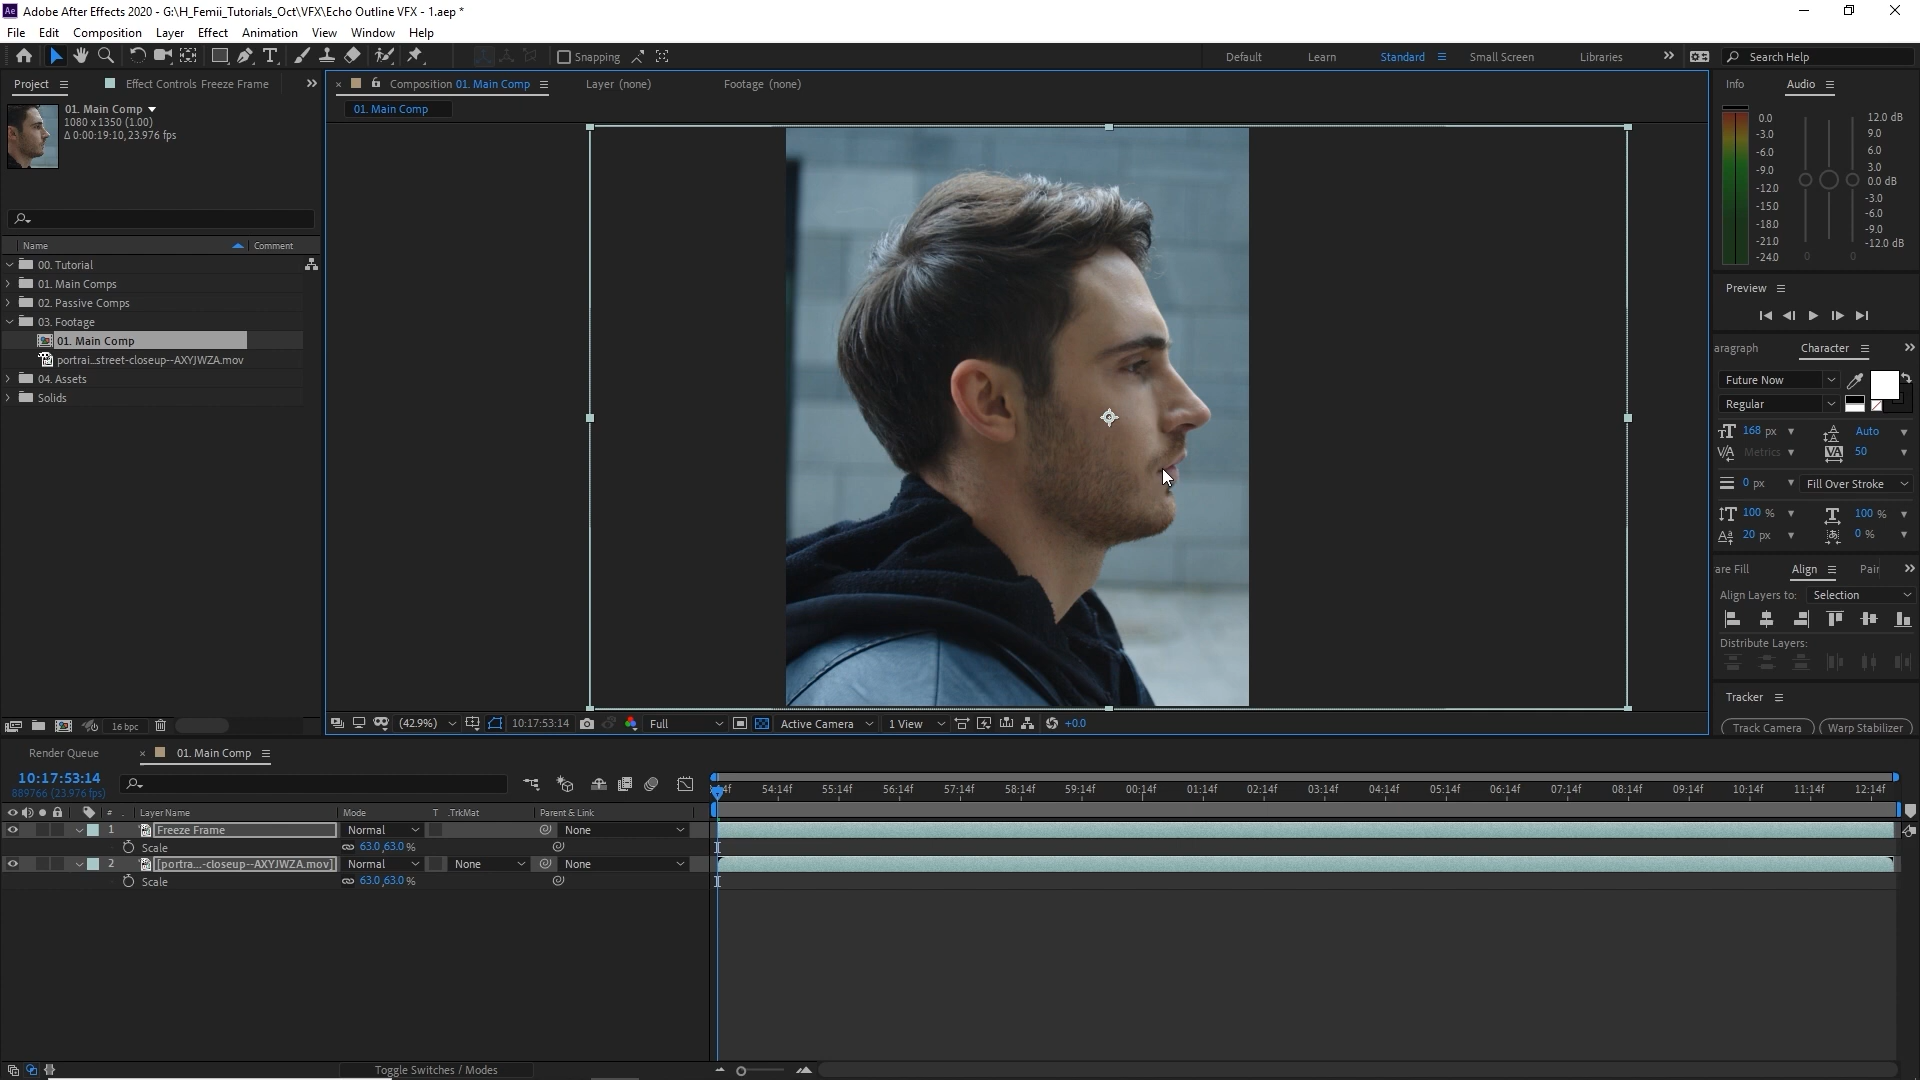 Ae Adobe After Effects 2020 - G:\H_Femii_Tutorials_Oct\VFX\Echo Outline VFX - 1.aep *
File Edit Composition Layer Effect Animation View Window Help
Snapping Default Learn Standard Small Screen Libraries Search Help
Project Effect Controls Freeze Frame
Composition 01. Main Comp Layer (none) Footage (none)
01. Main Comp
01. Main Comp
1080 x 1350 (1.00)
Δ 0:00:19:10, 23.976 fps
Name Comment
00. Tutorial
01. Main Comps
02. Passive Comps
03. Footage
01. Main Comp
portrai...street-closeup--AXYJWZA.mov
04. Assets
Solids
16 bpc
(42.9%) 10:17:53:14 Full Active Camera 1 View +0.0
Info Audio
0.0
-3.0
-6.0
-9.0
-12.0
-15.0
-18.0
-21.0
-24.0
0 0
12.0 dB
9.0
6.0
3.0
0.0 dB
-3.0
-6.0
-9.0
-12.0 dB
Preview
aragraph Character
Future Now
Regular
168 px Auto
Metrics 50
0 px Fill Over Stroke
100 % 100 %
20 px 0 %
are Fill Align Pair
Align Layers to: Selection
Distribute Layers:
Tracker
Track Camera Warp Stabilizer
Render Queue 01. Main Comp
10:17:53:14
889766 (23.976 fps)
54:14f 55:14f 56:14f 57:14f 58:14f 59:14f 00:14f 01:14f 02:14f 03:14f 04:14f 05:14f 06:14f 07:14f 08:14f 09:14f 10:14f 11:14f 12:14f
# Layer Name Mode T .TrkMat Parent & Link
1 Freeze Frame Normal None
Scale 63.0,63.0 %
2 [portra...-closeup--AXYJWZA.mov] Normal None None
Scale 63.0,63.0 %
Toggle Switches / Modes